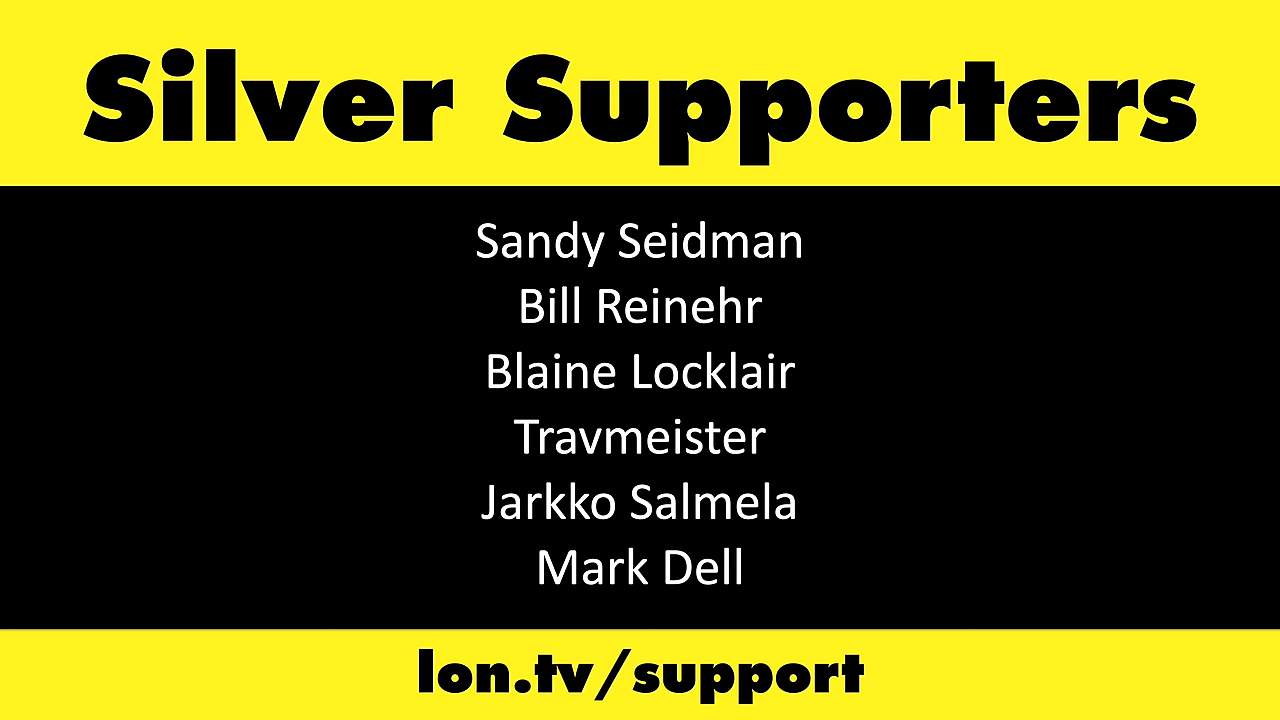 Silver Supporters
Sandy Seidman
Bill Reinehr
Blaine Locklair
Travmeister
Jarkko Salmela
Mark Dell
lon.tv/support